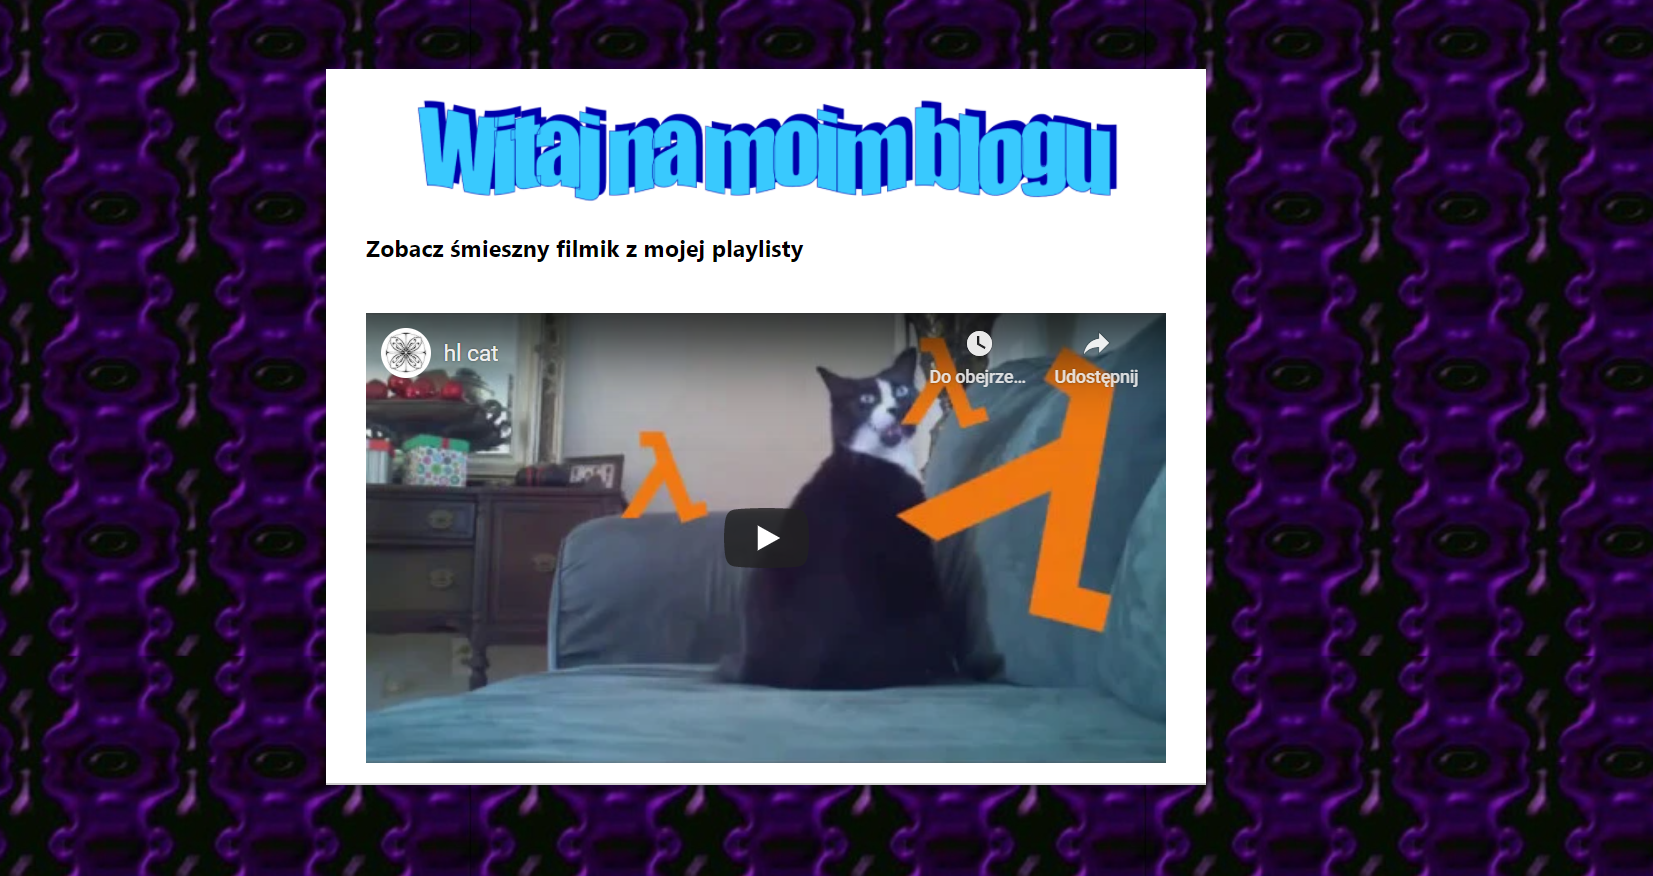 Witaj na moim blogu
Zobacz śmieszny filmik z mojej playlisty
hl cat
Do obejrze...
Udostępnij
λ
λ
λ